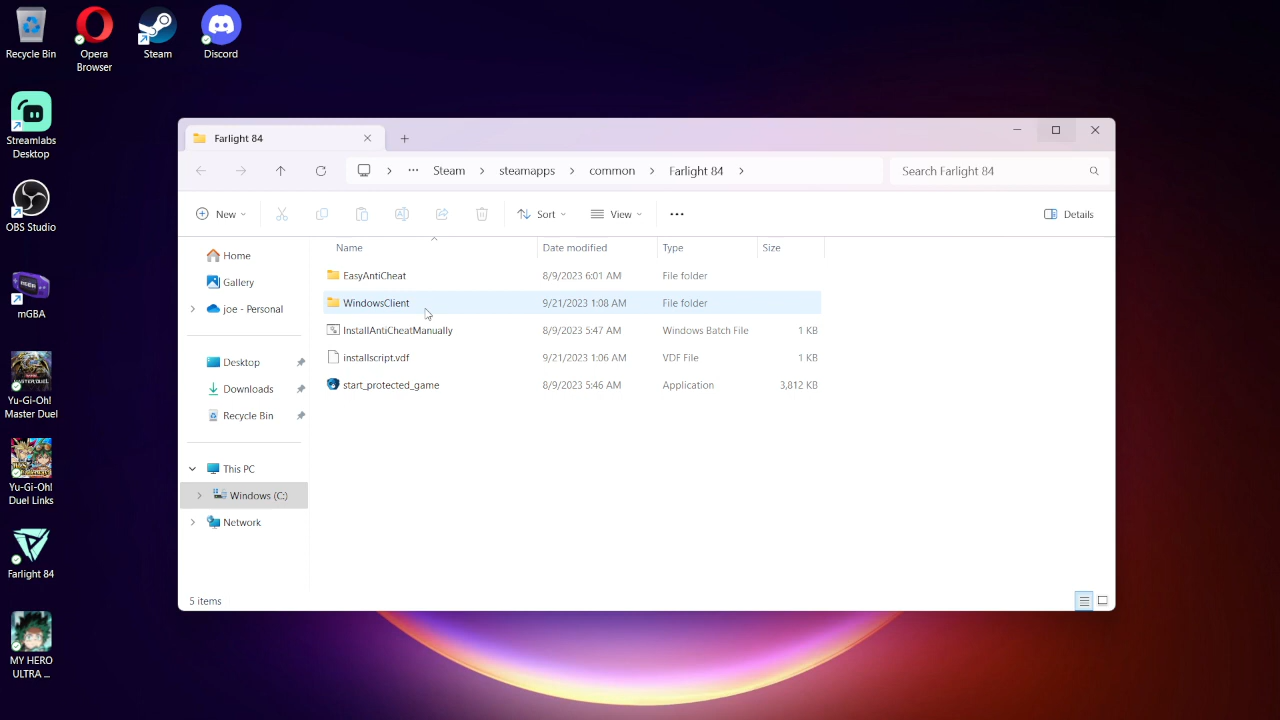 Recycle Bin
Opera
Browser
Steam
Discord
Streamlabs
Desktop
OBS Studio
mGBA
Yu-Gi-Oh!
Master Duel
Yu-Gi-Oh!
Duel Links
Farlight 84
MY HERO
ULTRA ...
Farlight 84
Steam
steamapps
common
Farlight 84
Search Farlight 84
New
Sort
View
Details
Home
Gallery
joe - Personal
Desktop
Downloads
Recycle Bin
This PC
Windows (C:)
Network
Name Date modified Type Size
EasyAntiCheat 8/9/2023 6:01 AM File folder
WindowsClient 9/21/2023 1:08 AM File folder
InstallAntiCheatManually 8/9/2023 5:47 AM Windows Batch File 1 KB
installscript.vdf 9/21/2023 1:06 AM VDF File 1 KB
start_protected_game 8/9/2023 5:46 AM Application 3,812 KB
5 items